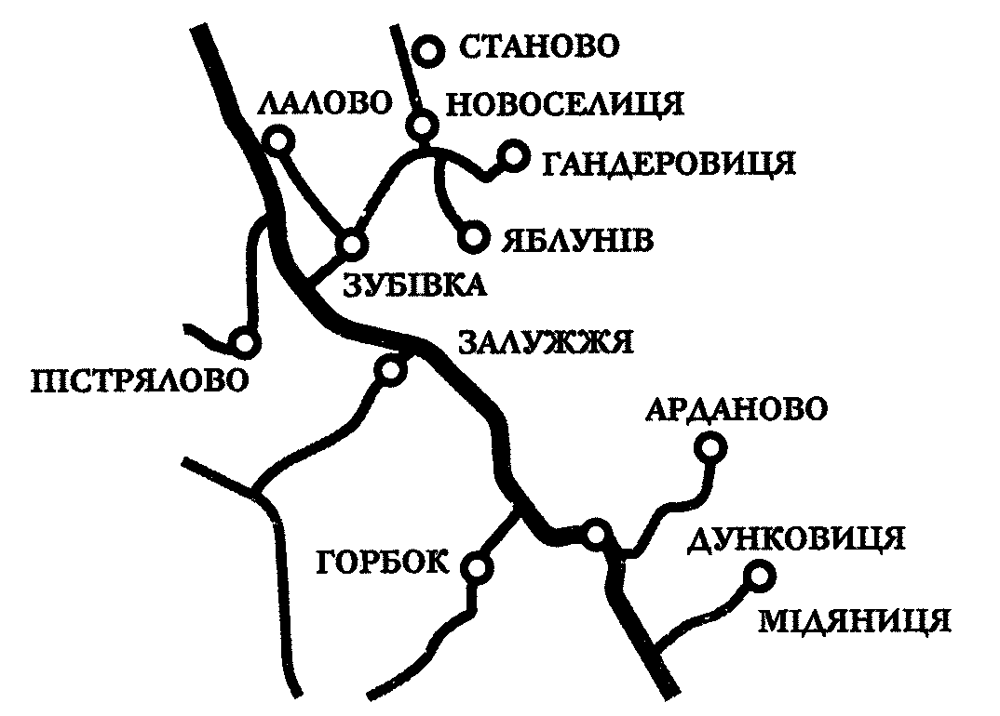 СТАНОВО
ЛАЛОВО
НОВОСЕЛИЦЯ
ГАНДЕРОВИЦЯ
ЯБЛУНІВ
ЗУБІВКА
ЗАЛУЖЖЯ
ПІСТРЯЛОВО
АРДАНОВО
ДУНКОВИЦЯ
ГОРБОК
МІДЯНИЦЯ